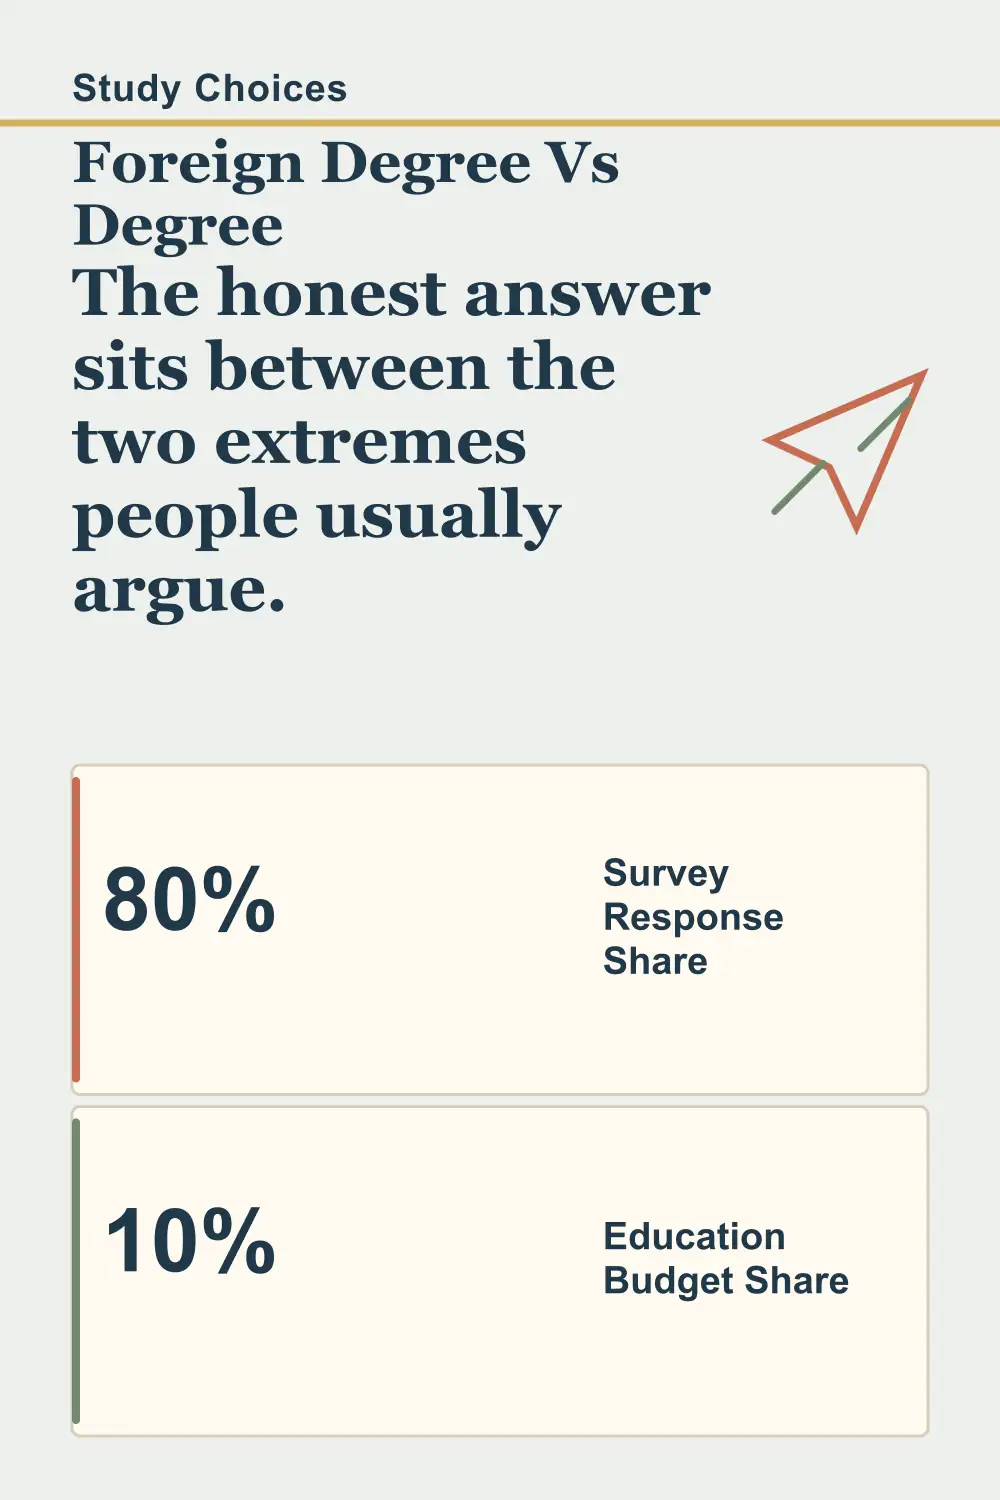 Study Choices
Foreign Degree Vs
Degree
The honest answer
sits between the
two extremes
people usually
argue.
80%
Survey
Response
Share
10%
Education
Budget Share